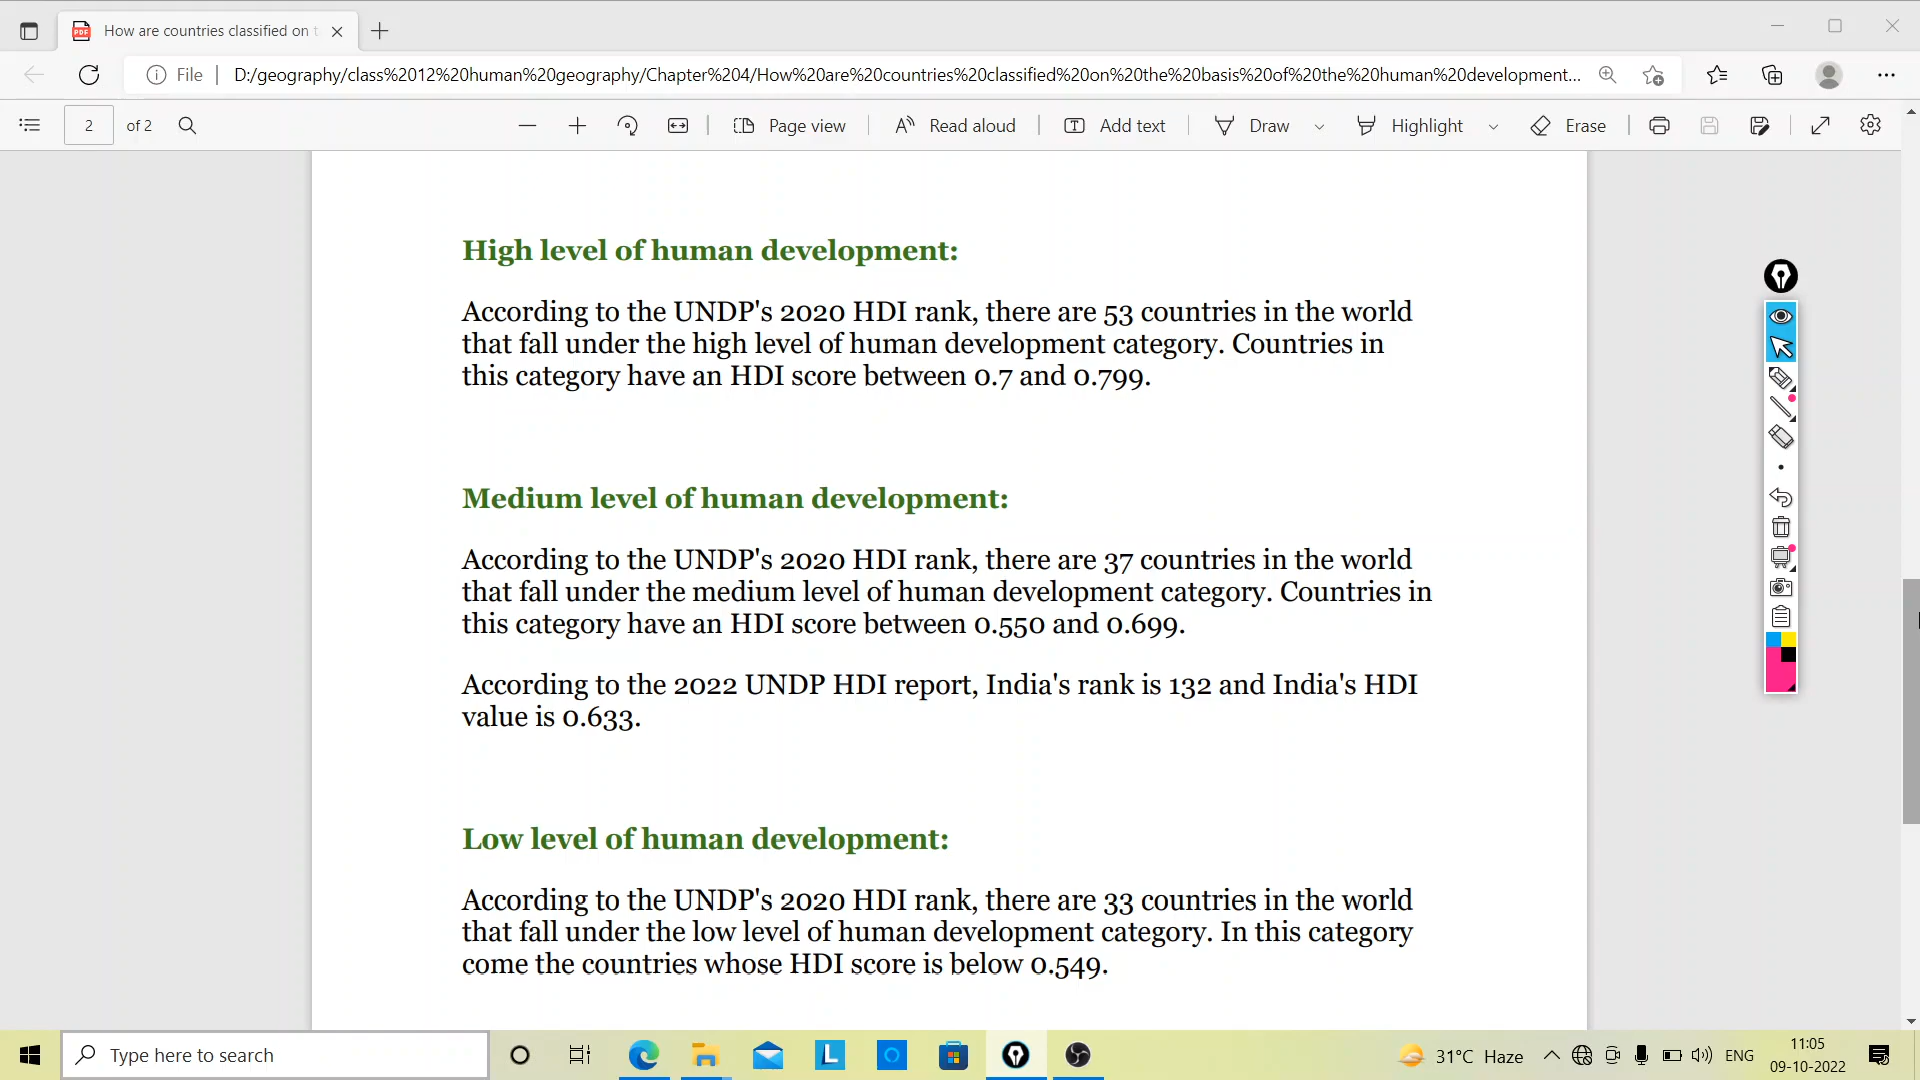 How are countries classified on t
File
D:/geography/class%2012%20human%20geography/Chapter%204/How%20are%20countries%20classified%20on%20the%20basis%20of%20the%20human%20development...
2
of 2
Page view
Read aloud
Add text
Draw
Highlight
Erase
High level of human development:
According to the UNDP's 2020 HDI rank, there are 53 countries in the world
that fall under the high level of human development category. Countries in
this category have an HDI score between 0.7 and 0.799.
Medium level of human development:
According to the UNDP's 2020 HDI rank, there are 37 countries in the world
that fall under the medium level of human development category. Countries in
this category have an HDI score between 0.550 and 0.699.
According to the 2022 UNDP HDI report, India's rank is 132 and India's HDI
value is 0.633.
Low level of human development:
According to the UNDP's 2020 HDI rank, there are 33 countries in the world
that fall under the low level of human development category. In this category
come the countries whose HDI score is below 0.549.
Type here to search
31°C Haze
ENG
11:05
09-10-2022